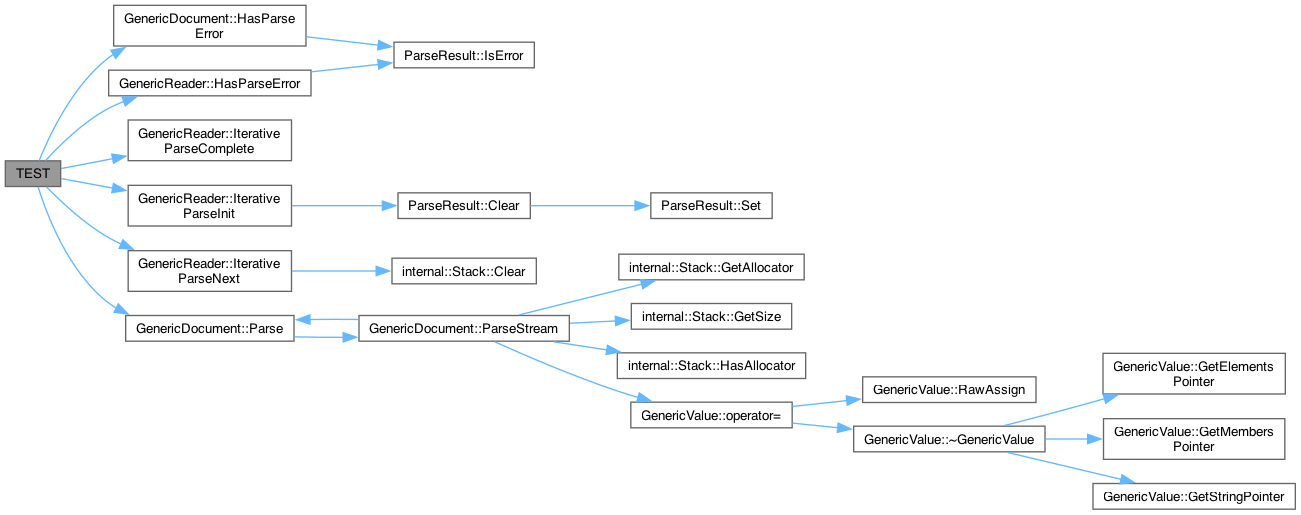 GenericDocument::HasParse
Error
ParseResult::IsError
GenericReader::HasParseError
GenericReader::Iterative
ParseComplete
TEST
GenericReader::Iterative
ParseInit
ParseResult::Clear
ParseResult::Set
GenericReader::Iterative
ParseNext
internal::Stack::Clear
internal::Stack::GetAllocator
internal::Stack::GetSize
GenericDocument::Parse
GenericDocument::ParseStream
internal::Stack::HasAllocator
GenericValue::operator=
GenericValue::RawAssign
GenericValue::~GenericValue
GenericValue::GetElements
Pointer
GenericValue::GetMembers
Pointer
GenericValue::GetStringPointer